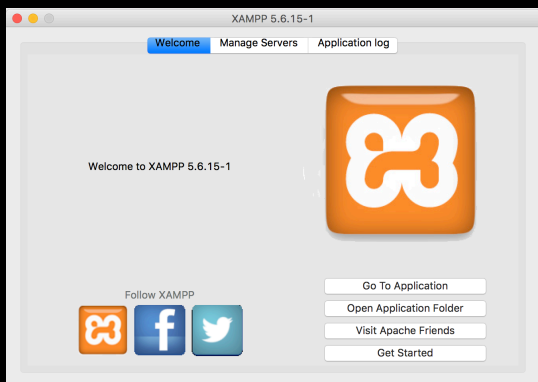 XAMPP 5.6.15-1
Welcome Manage Servers Application log
Welcome to XAMPP 5.6.15-1
Follow XAMPP
Go To Application
Open Application Folder
Visit Apache Friends
Get Started